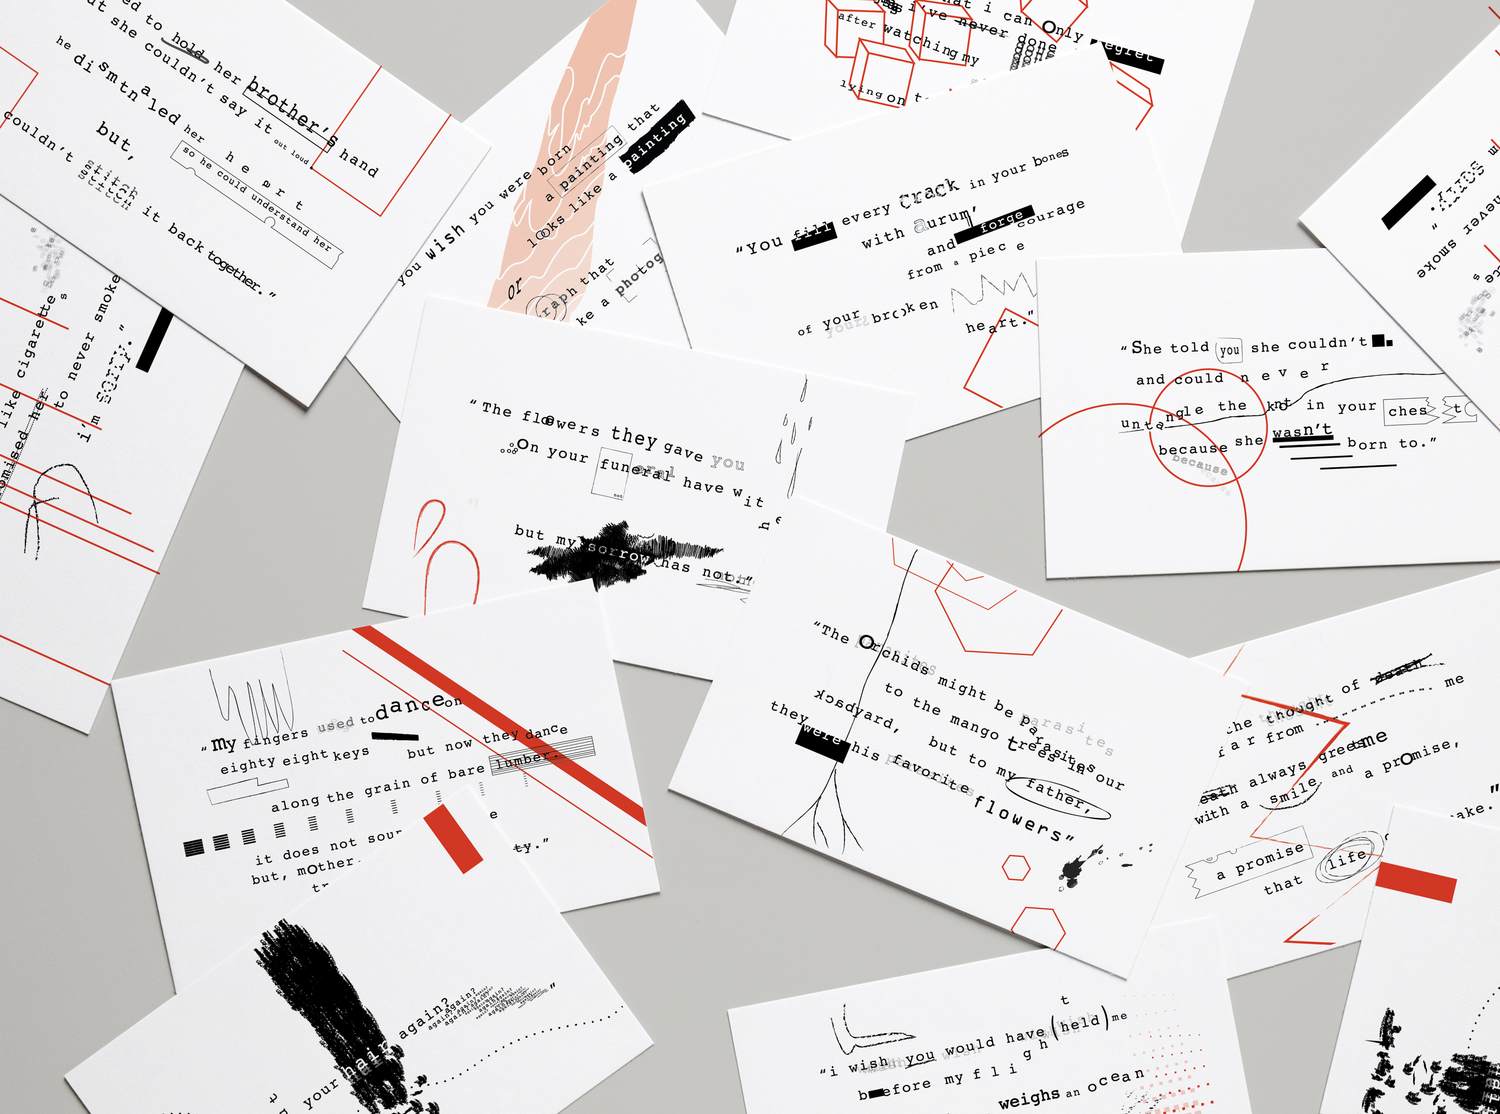 to hold her brother's hand
but she couldn't say it out loud.
he dismantled her heart
so he could understand her
but,
couldn't stitch
stitch
stitch it back together."
you wish you were born
a painting that
looks like a painting
or
raph that
ke a photog
that i can only
i've never done
regret
after watching my
lying on t
"You fill every crack in your bones
with aurum,
and forge courage
from a piece
of your your broken
heart."
sorry."
never smoke
"She told you she couldn't
and could never
untangle the knot in your chest
because she wasn't born to."
because
like cigarettes
omised her to never smoke
i'm sorry."
"The flowers they gave you
On your funeral have wit
but my sorrow has not."
"my fingers used to dance on
eighty eight keys but now they dance
along the grain of bare lumber.
it does not sou
but, mother
ty."
"The Orchids might be parasites
parasites
to the mango trees in our
backyard, but to my father,
they were his favorite flowers"
the thought of death
far from me
death always greets me
with a smile and a promise,
a promise
that life
ake."
your hair again? again?
again?
"
"i wish you would have (held) me
before my flight
weighs an ocean